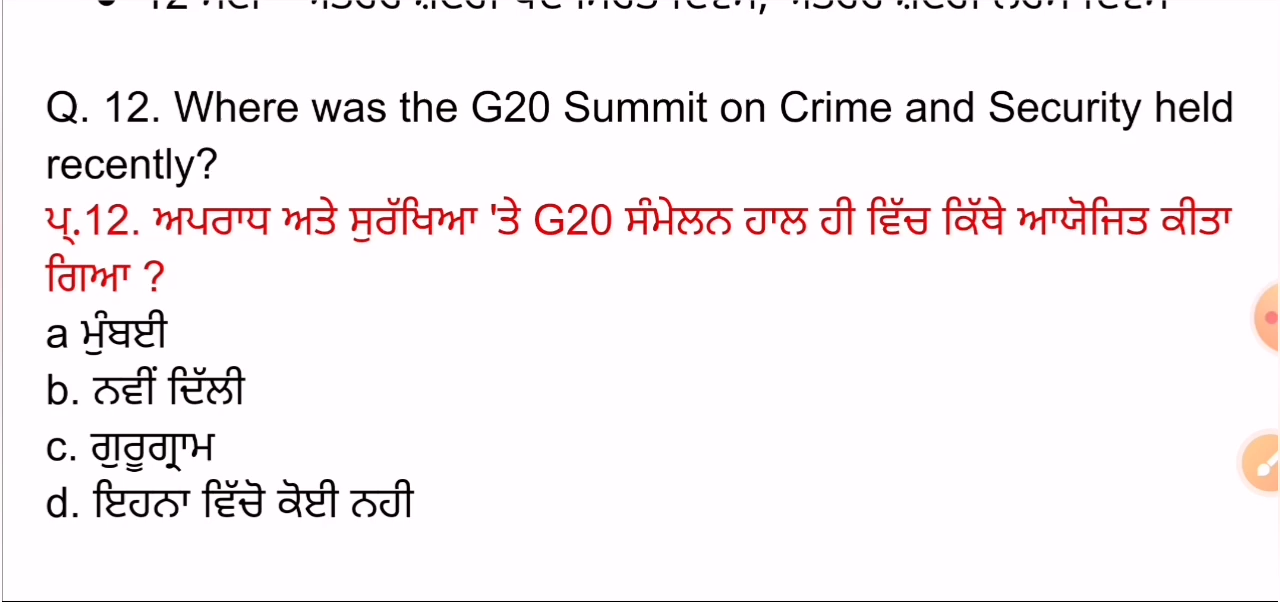 Q. 12. Where was the G20 Summit on Crime and Security held
recently?
ਪ੍ਰ.12. ਅਪਰਾਧ ਅਤੇ ਸੁਰੱਖਿਆ 'ਤੇ G20 ਸੰਮੇਲਨ ਹਾਲ ਹੀ ਵਿੱਚ ਕਿੱਥੇ ਆਯੋਜਿਤ ਕੀਤਾ
ਗਿਆ ?
a ਮੁੰਬਈ
b. ਨਵੀਂ ਦਿੱਲੀ
c. ਗੁਰੂਗ੍ਰਾਮ
d. ਇਹਨਾ ਵਿੱਚੋ ਕੋਈ ਨਹੀ